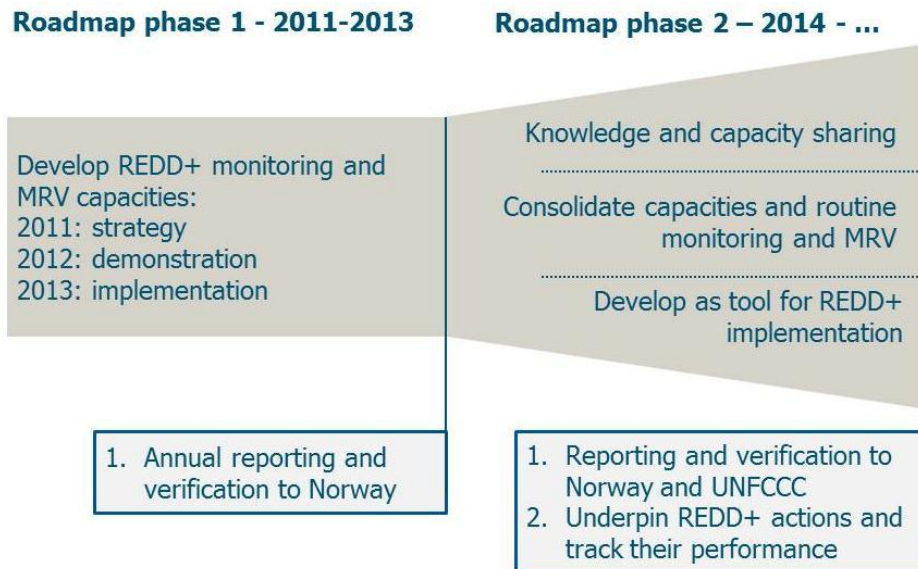 Roadmap phase 1 - 2011-2013
Develop REDD+ monitoring and
MRV capacities:
2011: strategy
2012: demonstration
2013: implementation
1. Annual reporting and
verification to Norway
Roadmap phase 2 – 2014 - ...
Knowledge and capacity sharing
Consolidate capacities and routine
monitoring and MRV
Develop as tool for REDD+
implementation
1. Reporting and verification to
Norway and UNFCCC
2. Underpin REDD+ actions and
track their performance